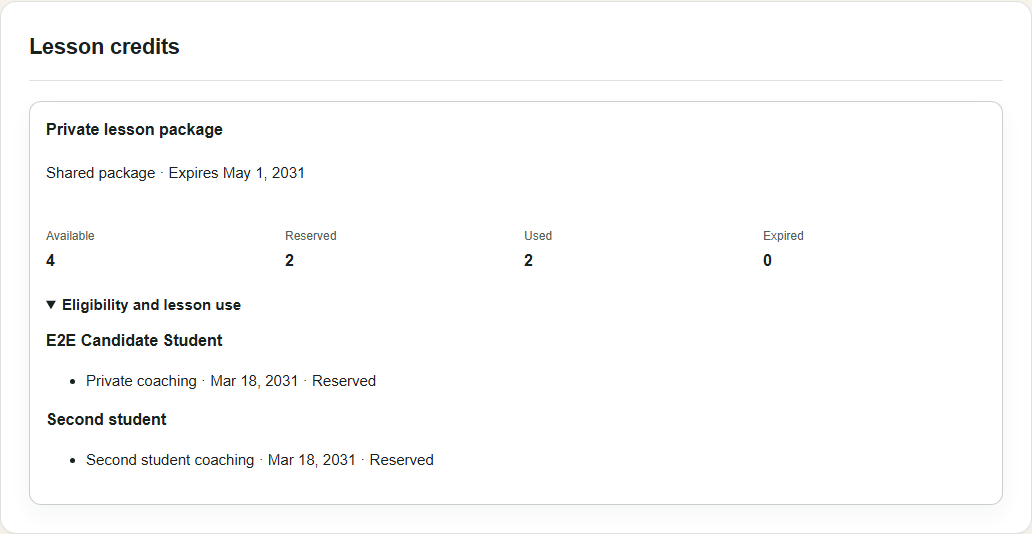 Lesson credits
Private lesson package
Shared package · Expires May 1, 2031
Available Reserved Used Expired
4 2 2 0
▼ Eligibility and lesson use
E2E Candidate Student
• Private coaching · Mar 18, 2031 · Reserved
Second student
• Second student coaching · Mar 18, 2031 · Reserved